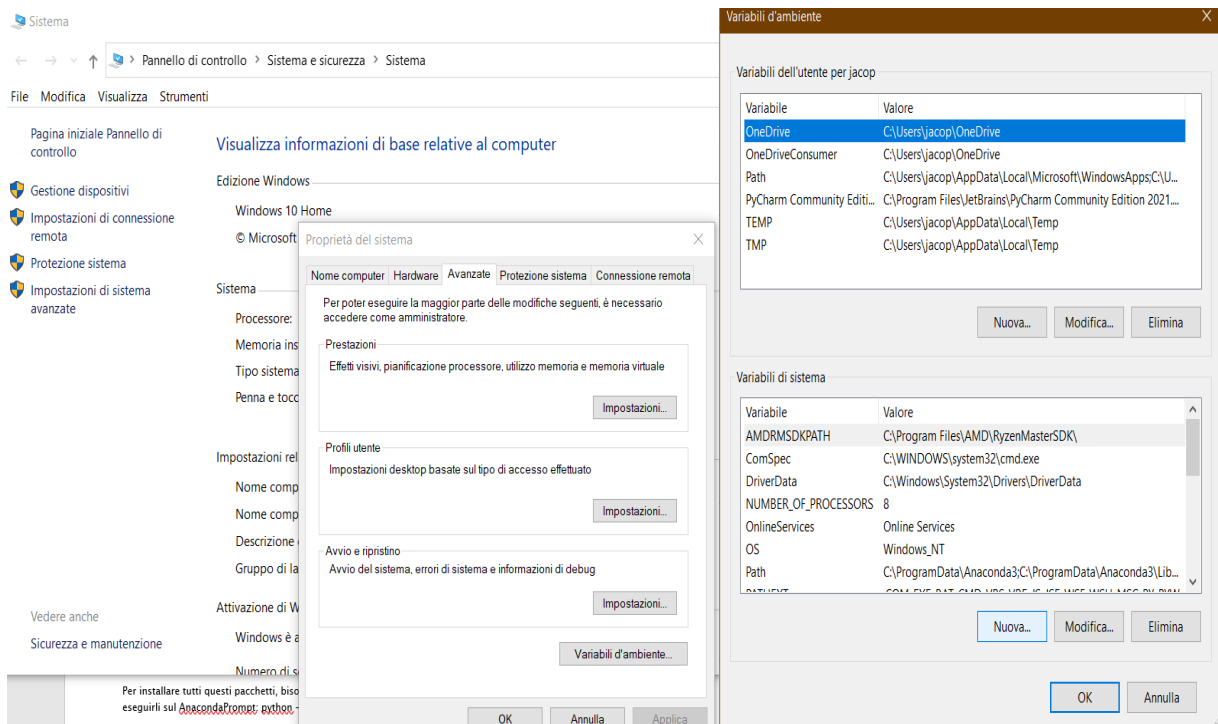 Sistema
Pannello di controllo > Sistema e sicurezza > Sistema
File Modifica Visualizza Strumenti
Pagina iniziale Pannello di
controllo
Gestione dispositivi
Impostazioni di connessione
remota
Protezione sistema
Impostazioni di sistema
avanzate
Vedere anche
Sicurezza e manutenzione
Visualizza informazioni di base relative al computer
Edizione Windows
Windows 10 Home
© Microsoft
Sistema
Processore:
Memoria ins
Tipo sistema
Penna e tocc
Impostazioni rel
Nome comp
Nome comp
Descrizione
Gruppo di la
Attivazione di W
Windows è a
Numero di s
Per installare tutti questi pacchetti, biso
eseguirli sul AnacondaPrompt: python -
Proprietà del sistema
Nome computer Hardware Avanzate Protezione sistema Connessione remota
Per poter eseguire la maggior parte delle modifiche seguenti, è necessario
accedere come amministratore.
Prestazioni
Effetti visivi, pianificazione processore, utilizzo memoria e memoria virtuale
Impostazioni...
Profili utente
Impostazioni desktop basate sul tipo di accesso effettuato
Impostazioni...
Avvio e ripristino
Avvio del sistema, errori di sistema e informazioni di debug
Impostazioni...
Variabili d'ambiente...
OK Annulla Applica
Variabili d'ambiente
Variabili dell'utente per jacop
Variabile Valore
OneDrive C:\Users\jacop\OneDrive
OneDriveConsumer C:\Users\jacop\OneDrive
Path C:\Users\jacop\AppData\Local\Microsoft\WindowsApps;C:\U...
PyCharm Community Editi... C:\Program Files\JetBrains\PyCharm Community Edition 2021....
TEMP C:\Users\jacop\AppData\Local\Temp
TMP C:\Users\jacop\AppData\Local\Temp
Nuova... Modifica... Elimina
Variabili di sistema
Variabile Valore
AMDRMSDKPATH C:\Program Files\AMD\RyzenMasterSDK\
ComSpec C:\WINDOWS\system32\cmd.exe
DriverData C:\Windows\System32\Drivers\DriverData
NUMBER_OF_PROCESSORS 8
OnlineServices Online Services
OS Windows_NT
Path C:\ProgramData\Anaconda3;C:\ProgramData\Anaconda3\Lib...
Nuova... Modifica... Elimina
OK Annulla